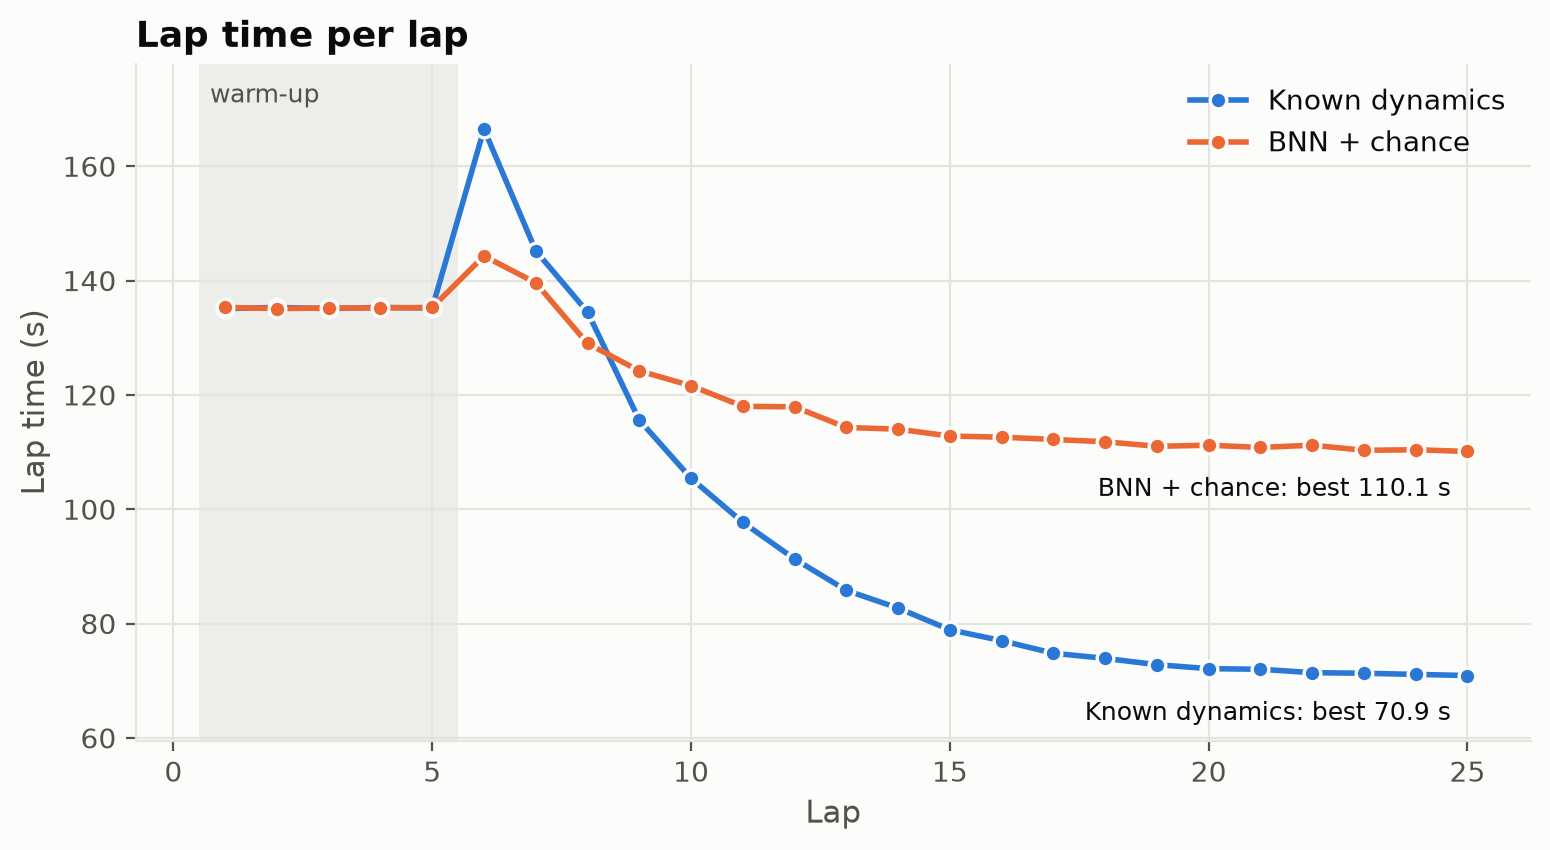 Lap time per lap
warm-up
Known dynamics
BNN + chance
160
140
120
100
80
60
Lap time (s)
BNN + chance: best 110.1 s
Known dynamics: best 70.9 s
0 5 10 15 20 25
Lap